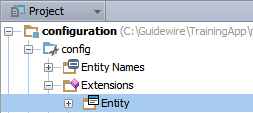 Project
configuration (C:\Guidewire\TrainingApp\
config
Entity Names
Extensions
Entity